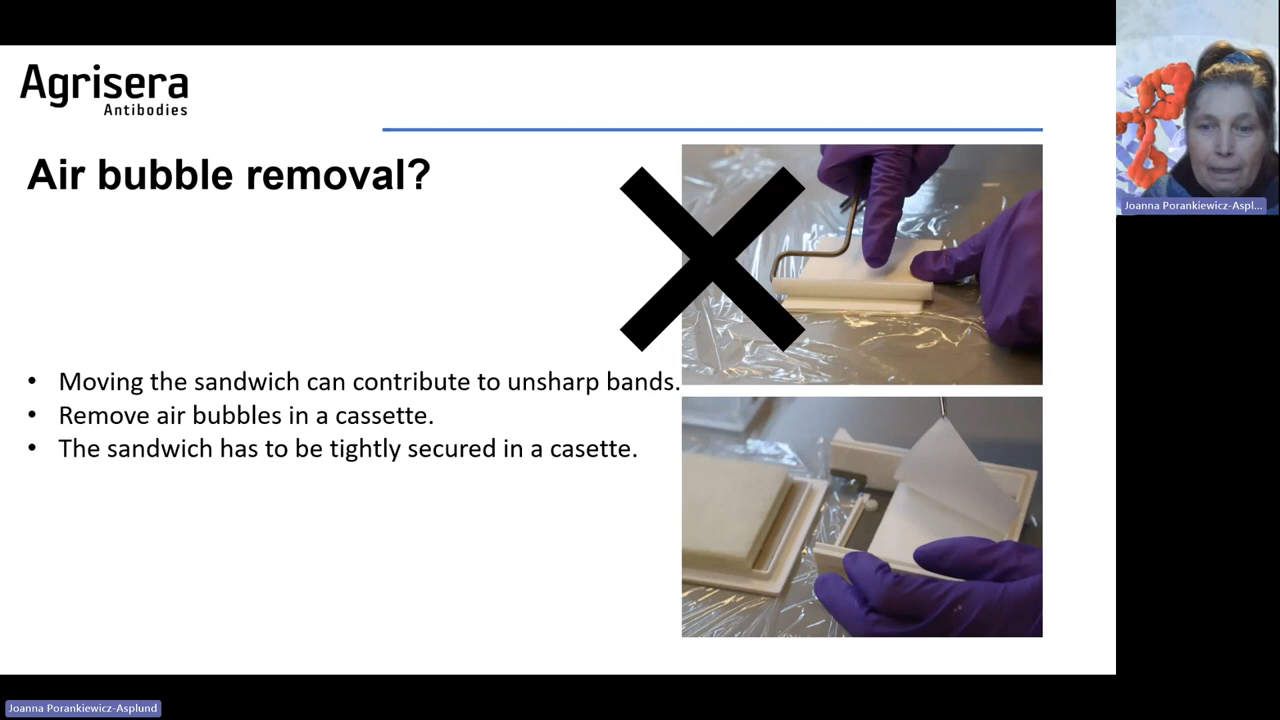 Agrisera
Antibodies
Air bubble removal?
• Moving the sandwich can contribute to unsharp bands.
• Remove air bubbles in a cassette.
• The sandwich has to be tightly secured in a casette.
Joanna Porankiewicz-Aspl...
Joanna Porankiewicz-Asplund